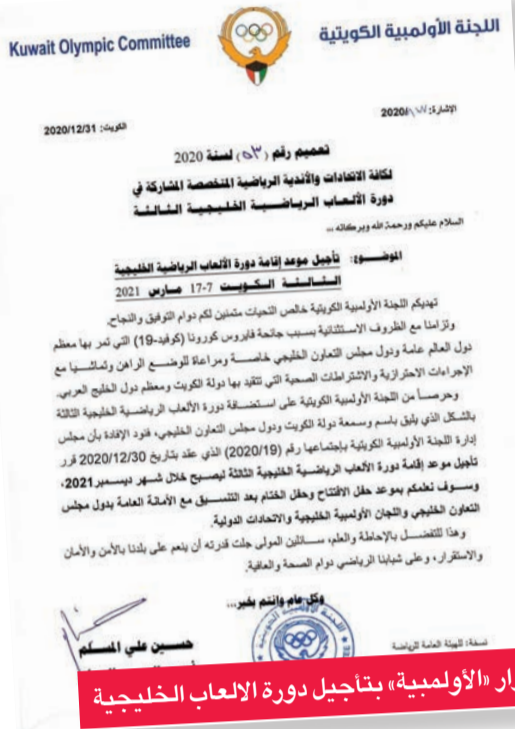 اللجنة الأولمبية الكويتية
Kuwait Olympic Committee
الإشارة: /2020
الكويت: 2020/12/31
تعميم رقم (٥٣) لسنة 2020
لكافة الاتحادات والأندية الرياضية المتخصصة المشاركة في
دورة الألعاب الرياضية الخليجية الثالثة
السلام عليكم ورحمة الله وبركاته ...
الموضوع: تأجيل موعد إقامة دورة الألعاب الرياضية الخليجية
الثالثة الكويت 7-17 مارس 2021
تهديكم اللجنة الأولمبية الكويتية خالص التحيات متمنين لكم دوام التوفيق والنجاح.
وتزامنا مع الظروف الاستثنائية بسبب جائحة فايروس كورونا (كوفيد-19) التي تمر بها معظم
دول العالم عامة ودول مجلس التعاون الخليجي خاصة ومراعاة للوضع الراهن وتماشيا مع
الإجراءات الاحترازية والاشتراطات الصحية التي تتقيد بها دولة الكويت ومعظم دول الخليج العربي.
وحرصاً من اللجنة الأولمبية الكويتية على استضافة دورة الألعاب الرياضية الخليجية الثالثة
بالشكل الذي يليق باسم وسمعة دولة الكويت ودول مجلس التعاون الخليجي، فنود الإفادة بأن مجلس
إدارة اللجنة الأولمبية الكويتية بإجتماعها رقم (2020/19) الذي عقد بتاريخ 2020/12/30 قرر
تأجيل موعد إقامة دورة الألعاب الرياضية الخليجية الثالثة ليصبح خلال شهر ديسمبر 2021،
وسوف نعلمكم بموعد حفل الافتتاح وحفل الختام بعد التنسيق مع الأمانة العامة بدول مجلس
التعاون الخليجي واللجان الأولمبية الخليجية والاتحادات الدولية.
وهذا للتفضل بالإحاطة والعلم، سائلين المولى جلت قدرته أن ينعم على بلدنا بالأمن والأمان
والاستقرار، وعلى شبابنا الرياضي دوام الصحة والعافية.
وكل عام وانتم بخير...
حسين علي المسلم
نسخة: الهيئة العامة للرياضة
«الأولمبية» بتأجيل دورة الالعاب الخليجية